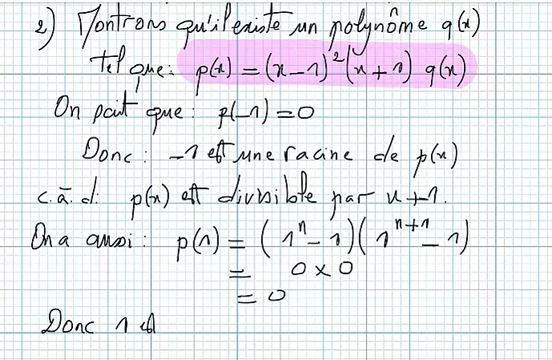 2) Montrons qu'il existe un polynôme q(x)
tel que: p(x) = (x-1)²(x+1) q(x)
On sait que: p(-1) = 0
Donc: -1 est une racine de p(x)
c.à.d: p(x) est divisible par x+1.
On a aussi: p(1) = (1ⁿ - 1)(1ⁿ⁺¹ - 1)
= 0 × 0
= 0
Donc 1 est